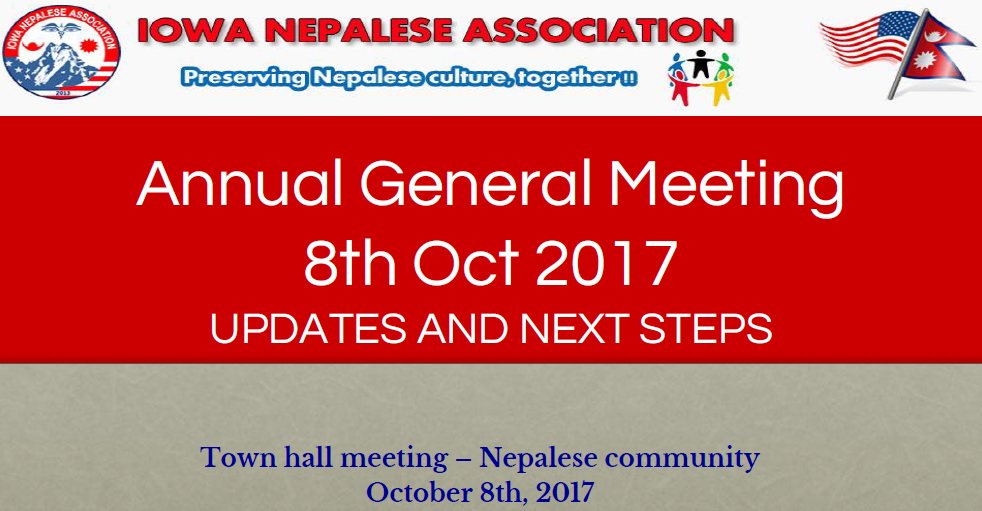 IOWA NEPALESE ASSOCIATION
2013
IOWA NEPALESE ASSOCIATION
Preserving Nepalese culture, together !!
Annual General Meeting
8th Oct 2017
UPDATES AND NEXT STEPS
Town hall meeting – Nepalese community
October 8th, 2017